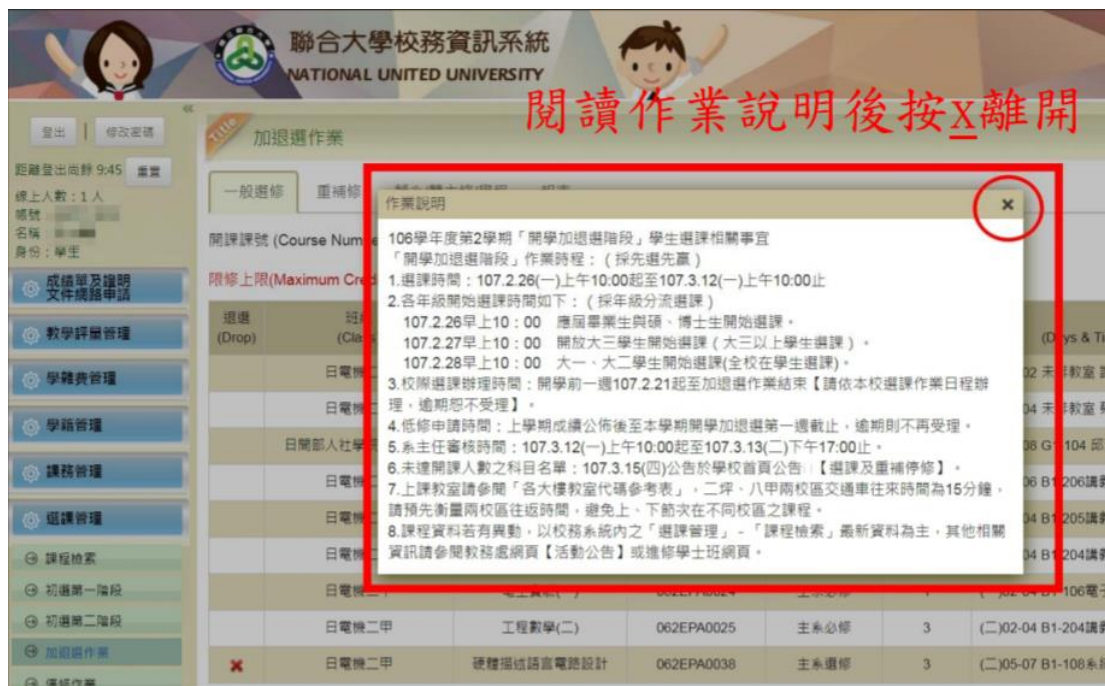 聯合大學校務資訊系統
NATIONAL UNITED UNIVERSITY
閱讀作業說明後按x離開
登出 | 修改密碼
距離登出尚餘 9:45 重置
線上人數：1 人
帳號：
名稱：
身份：學生
成績單及證明
文件網路申請
教學評量管理
學雜費管理
學籍管理
課務管理
選課管理
課程檢索
初選第一階段
初選第二階段
加退選作業
停修作業
Title
加退選作業
一般選修
重補修
開課課號 (Course Num
限修上限(Maximum Cre
退選
(Drop)
(Clas
作業說明
106學年度第2學期「開學加退選階段」學生選課相關事宜
「開學加退選階段」作業時程：（採先選先贏）
1.選課時間：107.2.26(一)上午10:00起至107.3.12(一)上午10:00止
2.各年級開始選課時間如下：（採年級分流選課）
107.2.26早上10：00 應屆畢業生與碩、博士生開始選課。
107.2.27早上10：00 開放大三學生開始選課（大三以上學生選課）。
107.2.28早上10：00 大一、大二學生開始選課(全校在學生選課)。
3.校際選課辦理時間：開學前一週107.2.21起至加退選作業結束【請依本校選課作業日程辦
理，逾期恕不受理】。
4.低修申請時間：上學期成績公佈後至本學期開學加退選第一週截止，逾期則不再受理。
5.系主任審核時間：107.3.12(一)上午10:00起至107.3.13(二)下午17:00止。
6.未達開課人數之科目名單：107.3.15(四)公告於學校首頁公告【選課及重補停修】。
7.上課教室請參閱「各大樓教室代碼參考表」，二坪、八甲兩校區交通車往來時間為15分鐘，
請預先衡量兩校區往返時間，避免上、下節次在不同校區之課程。
8.課程資料若有異動，以校務系統內之「選課管理」-「課程檢索」最新資料為主，其他相關
資訊請參閱教務處網頁【活動公告】或進修學士班網頁。
日電機二甲 工程數學(二) 062EPA0025 主系必修 3 (二)02-04 B1-204講
日電機二甲 硬體描述語言電路設計 062EPA0038 主系選修 3 (二)05-07 B1-108系